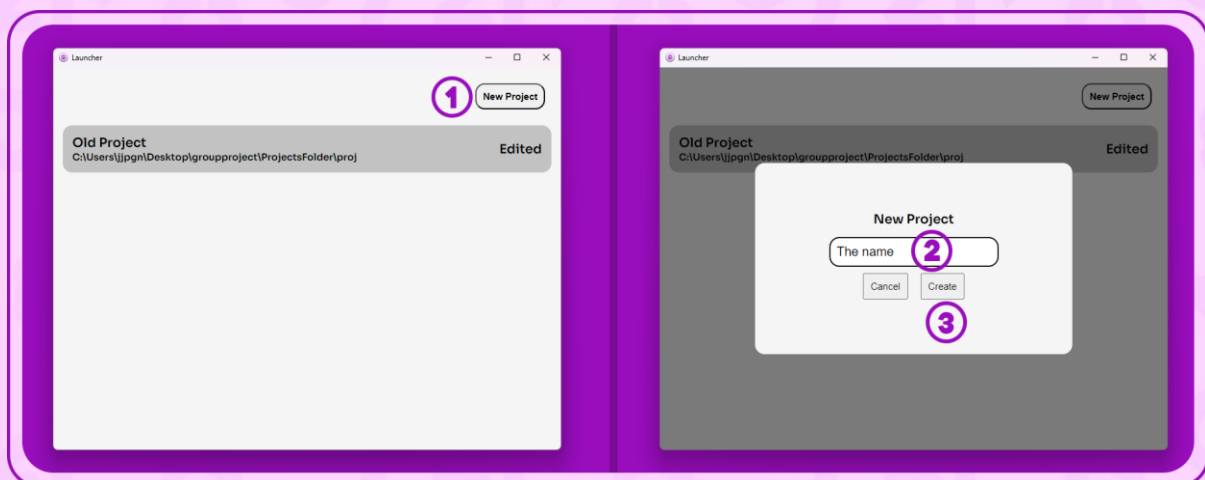 Launcher
1 New Project
Old Project
C:\Users\jjpgn\Desktop\groupproject\ProjectsFolder\proj
Edited
Launcher
New Project
Old Project
C:\Users\jjpgn\Desktop\groupproject\ProjectsFolder\proj
Edited
New Project
The name 2
Cancel Create
3